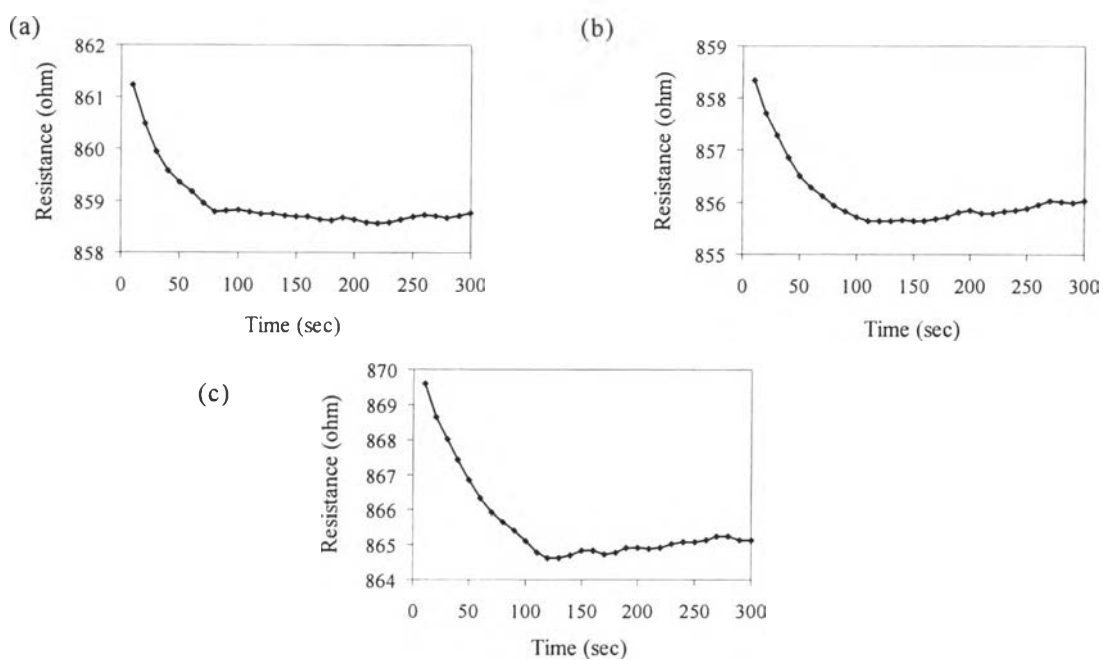 (a)
Resistance (ohm)
862
861
860
859
858
0 50 100 150 200 250 300
Time (sec)
(b)
Resistance (ohm)
859
858
857
856
855
0 50 100 150 200 250 300
Time (sec)
(c)
Resistance (ohm)
870
869
868
867
866
865
864
0 50 100 150 200 250 300
Time (sec)